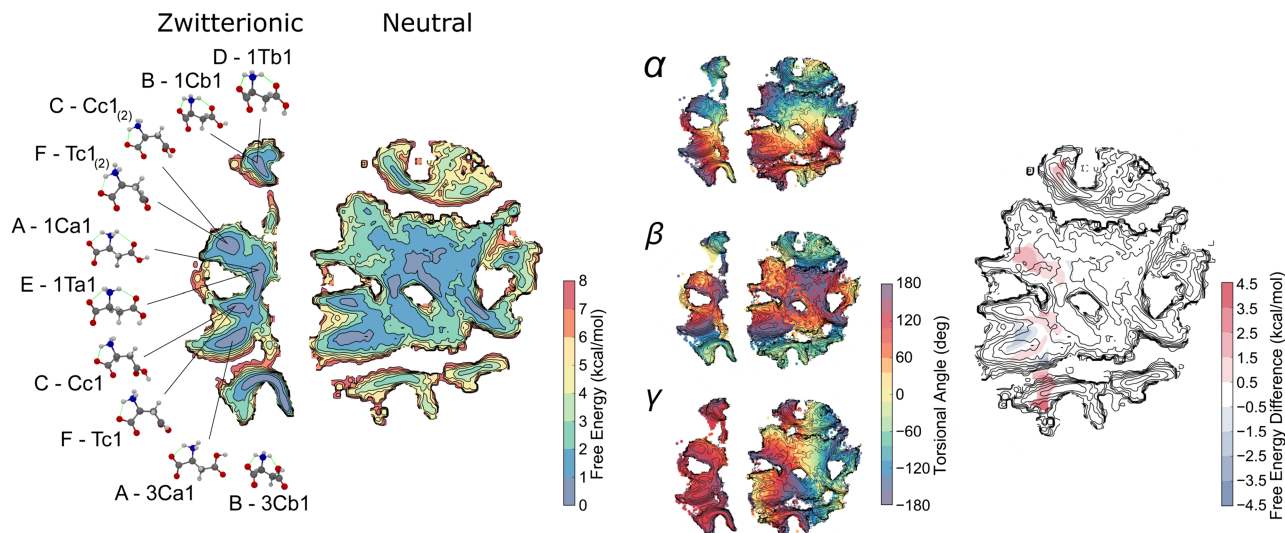 Zwitterionic
Neutral
D - 1Tb1
B - 1Cb1
C - Cc1(2)
F - Tc1(2)
A - 1Ca1
E - 1Ta1
C - Cc1
F - Tc1
A - 3Ca1
B - 3Cb1
8
7
6
5
4
3
2
1
0
Free Energy (kcal/mol)
α
β
γ
180
120
60
0
−60
−120
−180
Torsional Angle (deg)
4.5
3.5
2.5
1.5
0.5
−0.5
−1.5
−2.5
−3.5
−4.5
Free Energy Difference (kcal/mol)